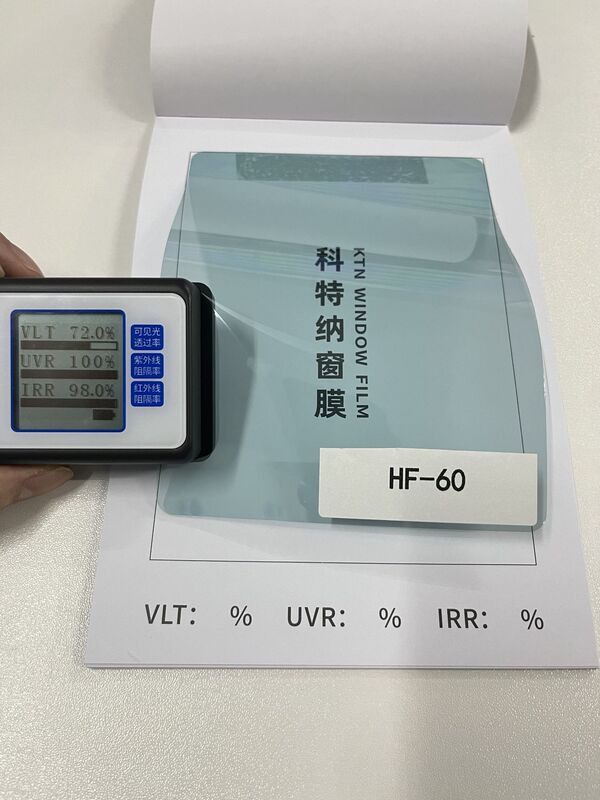 科特纳窗膜
KTN WINDOW FILM
VLT 72.0%
UVR 100%
IRR 98.0%
可见光
透过率
紫外线
阻隔率
红外线
阻隔率
HF-60
VLT: % UVR: % IRR: %